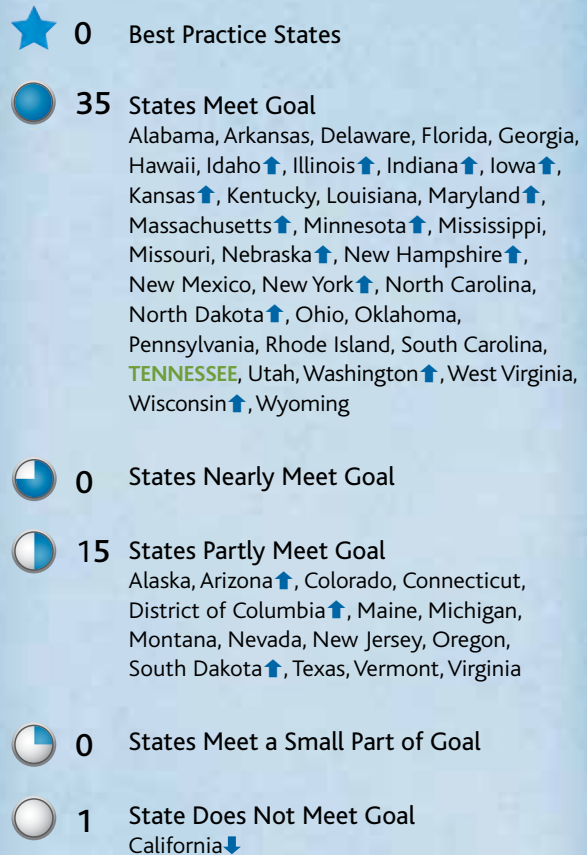 0 Best Practice States
35 States Meet Goal
Alabama, Arkansas, Delaware, Florida, Georgia,
Hawaii, Idaho⬆, Illinois⬆, Indiana⬆, Iowa⬆,
Kansas⬆, Kentucky, Louisiana, Maryland⬆,
Massachusetts⬆, Minnesota⬆, Mississippi,
Missouri, Nebraska⬆, New Hampshire⬆,
New Mexico, New York⬆, North Carolina,
North Dakota⬆, Ohio, Oklahoma,
Pennsylvania, Rhode Island, South Carolina,
TENNESSEE, Utah, Washington⬆, West Virginia,
Wisconsin⬆, Wyoming
0 States Nearly Meet Goal
15 States Partly Meet Goal
Alaska, Arizona⬆, Colorado, Connecticut,
District of Columbia⬆, Maine, Michigan,
Montana, Nevada, New Jersey, Oregon,
South Dakota⬆, Texas, Vermont, Virginia
0 States Meet a Small Part of Goal
1 State Does Not Meet Goal
California⬇